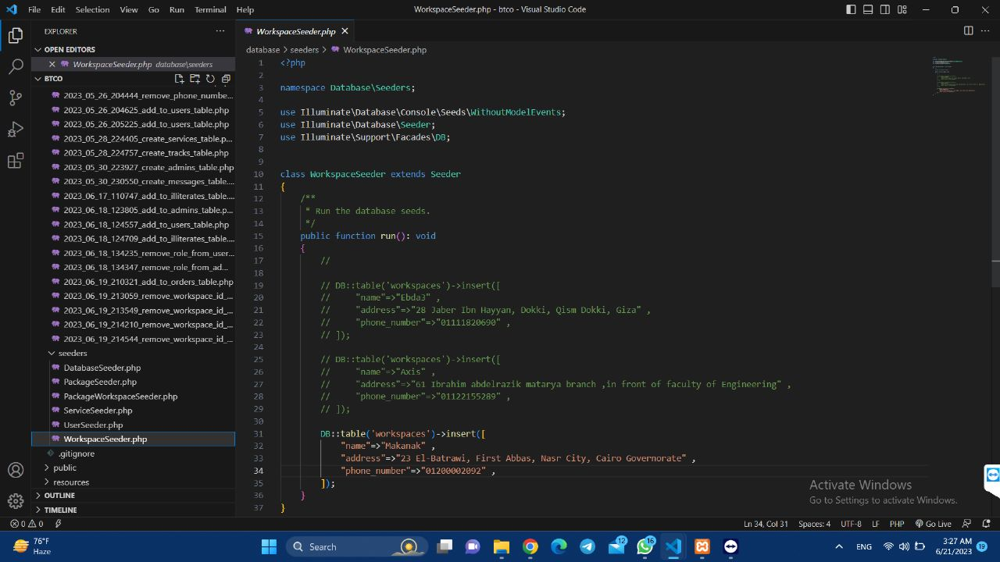 File Edit Selection View Go Run Terminal Help
WorkspaceSeeder.php - btco - Visual Studio Code
EXPLORER
OPEN EDITORS
WorkspaceSeeder.php database\seeders
BTCO
2023_05_26_204444_remove_phone_numbe...
2023_05_26_204625_add_to_users_table.php
2023_05_26_205225_add_to_users_table.php
2023_05_28_224405_create_services_table.p...
2023_05_28_224757_create_tracks_table.php
2023_05_30_223927_create_admins_table.php
2023_05_30_230550_create_messages_table....
2023_06_17_110747_add_to_illiterates_table....
2023_06_18_123805_add_to_admins_table.p...
2023_06_18_124557_add_to_users_table.php
2023_06_18_124709_add_to_illiterates_table....
2023_06_18_134235_remove_role_from_user...
2023_06_18_134347_remove_role_from_ad...
2023_06_19_210321_add_to_orders_table.php
2023_06_19_213059_remove_workspace_id_...
2023_06_19_213549_remove_workspace_id_...
2023_06_19_214210_remove_workspace_id_...
2023_06_19_214544_remove_workspace_id_...
seeders
DatabaseSeeder.php
PackageSeeder.php
PackageWorkspaceSeeder.php
ServiceSeeder.php
UserSeeder.php
WorkspaceSeeder.php
.gitignore
public
resources
OUTLINE
TIMELINE
WorkspaceSeeder.php
database > seeders > WorkspaceSeeder.php
1 <?php
2
3 namespace Database\Seeders;
4
5 use Illuminate\Database\Console\Seeds\WithoutModelEvents;
6 use Illuminate\Database\Seeder;
7 use Illuminate\Support\Facades\DB;
8
9
10 class WorkspaceSeeder extends Seeder
11 {
12 /**
13 * Run the database seeds.
14 */
15 public function run(): void
16 {
17 //
18
19 // DB::table('workspaces')->insert([
20 // "name"=>"Ebda3" ,
21 // "address"=>"28 Jaber Ibn Hayyan, Dokki, Qism Dokki, Giza" ,
22 // "phone_number"=>"01111820690" ,
23 // ]);
24
25 // DB::table('workspaces')->insert([
26 // "name"=>"Axis" ,
27 // "address"=>"61 Ibrahim abdelrazik matarya branch ,in front of faculty of Engineering" ,
28 // "phone_number"=>"01122155289" ,
29 // ]);
30
31 DB::table('workspaces')->insert([
32 "name"=>"Makanak" ,
33 "address"=>"23 El-Batrawi, First Abbas, Nasr City, Cairo Governorate" ,
34 "phone_number"=>"01200002092" ,
35 ]);
36 }
37 }
Activate Windows
Go to Settings to activate Windows.
0 0
Ln 34, Col 31 Spaces: 4 UTF-8 LF PHP Go Live
76°F
Haze
Search
12
16
ENG
3:27 AM
6/21/2023
19